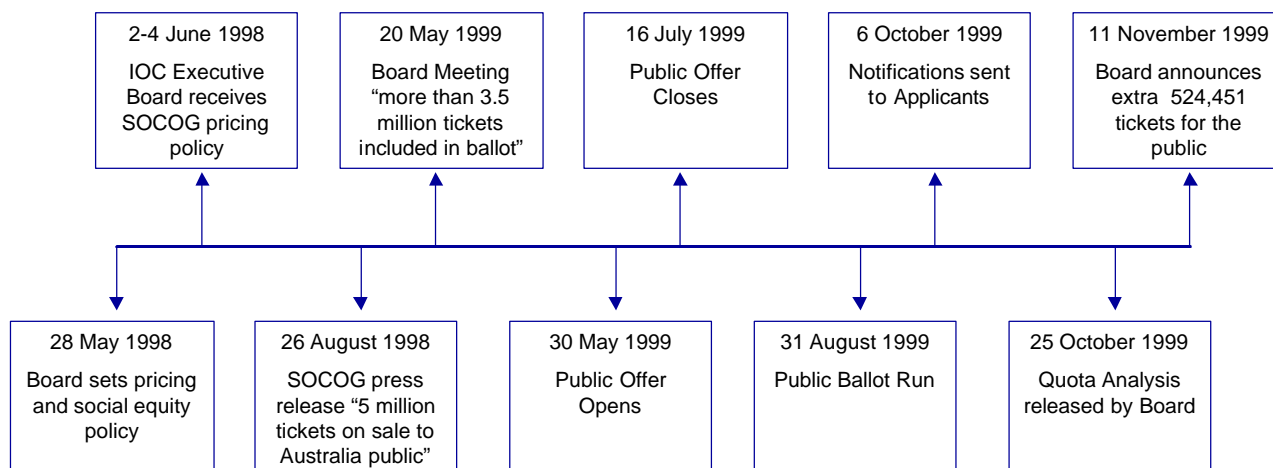 2-4 June 1998
IOC Executive
Board receives
SOCOG pricing
policy
20 May 1999
Board Meeting
“more than 3.5
million tickets
included in ballot”
16 July 1999
Public Offer
Closes
6 October 1999
Notifications sent
to Applicants
11 November 1999
Board announces
extra 524,451
tickets for the
public
28 May 1998
Board sets pricing
and social equity
policy
26 August 1998
SOCOG press
release “5 million
tickets on sale to
Australia public”
30 May 1999
Public Offer
Opens
31 August 1999
Public Ballot Run
25 October 1999
Quota Analysis
released by Board